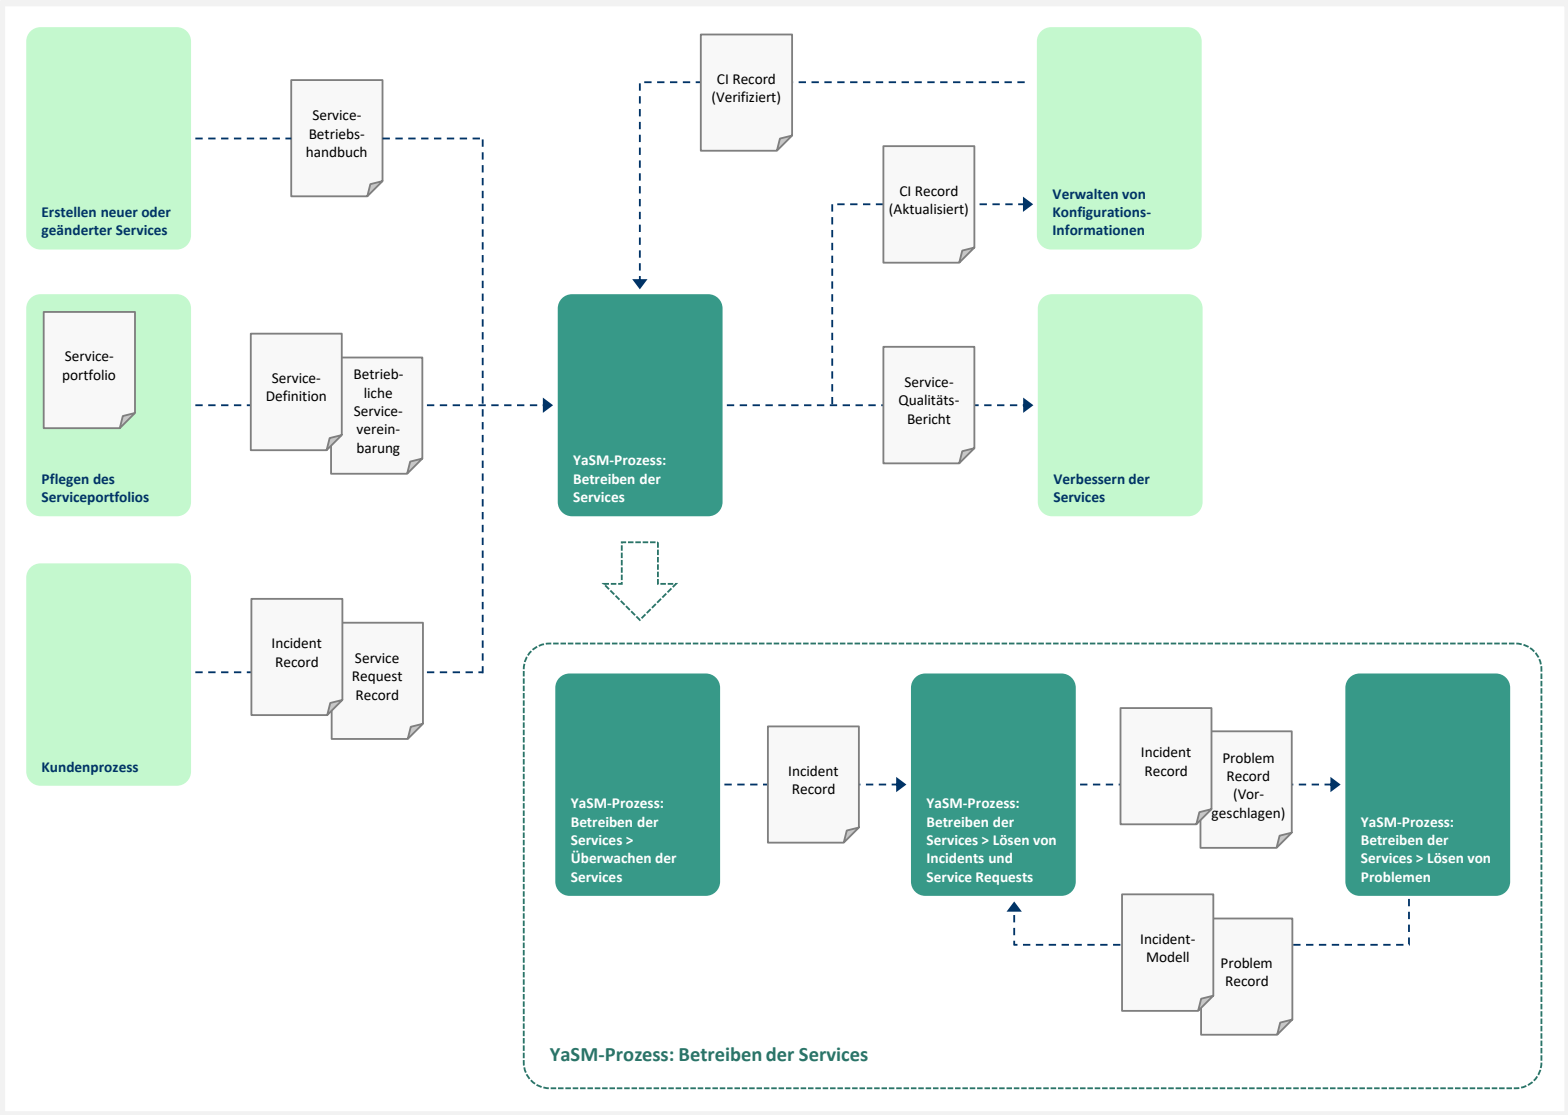 Service-
Betriebs-
handbuch
Erstellen neuer oder
geänderter Services
CI Record
(Verifiziert)
CI Record
(Aktualisiert)
Verwalten von
Konfigurations-
Informationen
Service-
portfolio
Pflegen des
Serviceportfolios
Service-
Definition
Betrieb-
liche
Service-
verein-
barung
YaSM-Prozess:
Betreiben der
Services
Service-
Qualitäts-
Bericht
Verbessern der
Services
Kundenprozess
Incident
Record
Service
Request
Record
YaSM-Prozess:
Betreiben der
Services >
Überwachen der
Services
Incident
Record
YaSM-Prozess:
Betreiben der
Services > Lösen von
Incidents und
Service Requests
Incident
Record
Problem
Record
(Vor-
geschlagen)
YaSM-Prozess:
Betreiben der
Services > Lösen von
Problemen
Incident-
Modell
Problem
Record
YaSM-Prozess: Betreiben der Services